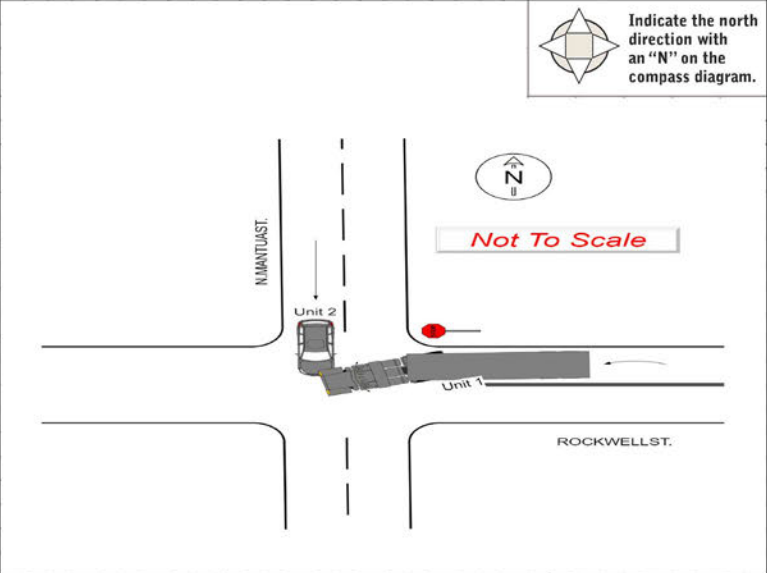 Indicate the north
direction with
an “N” on the
compass diagram.
N
Not To Scale
N.MANTUAST.
Unit 2
Unit 1
ROCKWELLST.